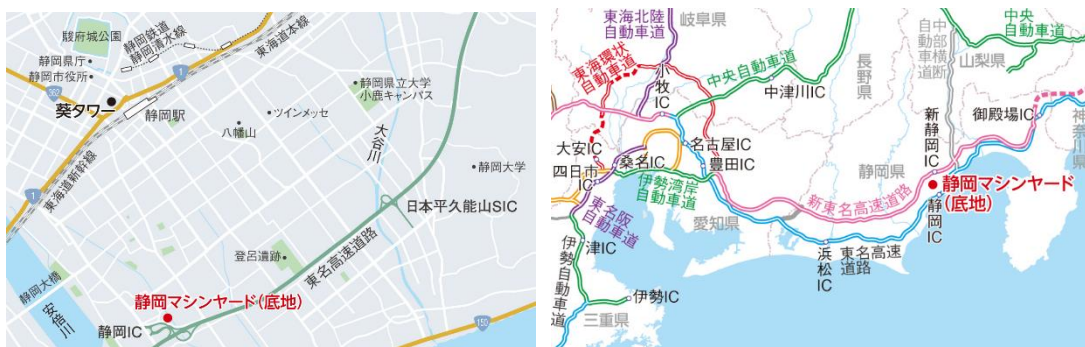 駿府城公園
静岡鉄道
静岡清水線
東海道本線
静岡県庁
静岡市役所
1
362
葵タワー
静岡駅
静岡県立大学
小鹿キャンパス
ツインメッセ
八幡山
大谷川
静岡大学
東海道新幹線
1
日本平久能山SIC
登呂遺跡
東名高速道路
静岡大橋
安倍川
静岡マシンヤード(底地)
静岡IC
150
東海北陸
自動車道
岐阜県
東海環状
自動車道
小牧IC
中央自動車道
中津川IC
長野県
中部横断
自動車道
中央
自動車道
山梨県
御殿場IC
神奈川県
新静岡IC
大安IC
桑名IC
名古屋IC
豊田IC
四日市
IC
伊勢湾岸
自動車道
静岡県
新東名高速道路
静岡マシンヤード
(底地)
静岡IC
東名阪
自動車道
愛知県
浜松IC
東名高速
道路
津IC
伊勢自動車道
伊勢IC
三重県